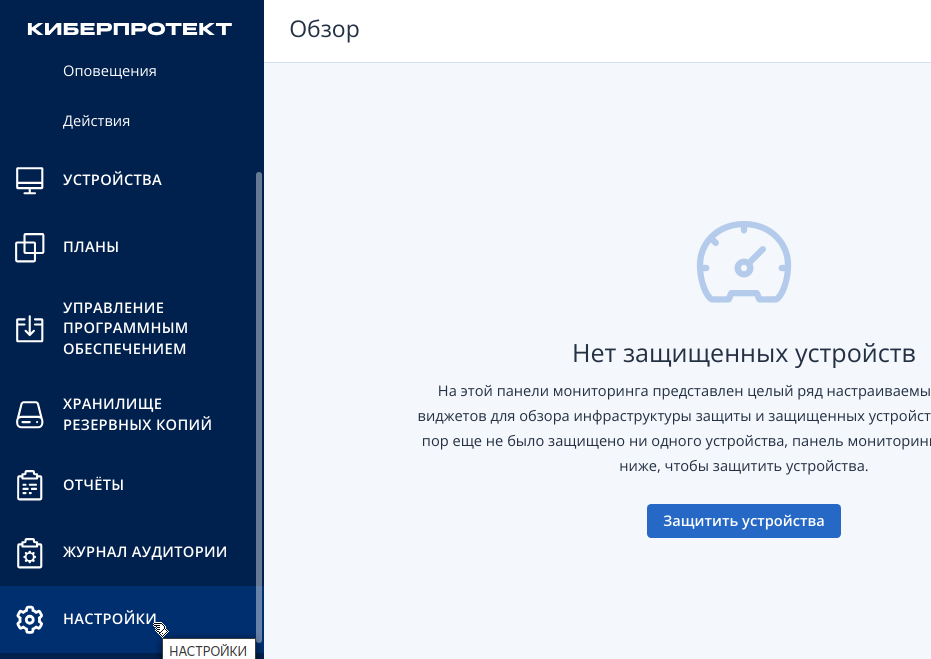 КИБЕРПРОТЕКТ
Обзор
Оповещения
Действия
УСТРОЙСТВА
ПЛАНЫ
УПРАВЛЕНИЕ
ПРОГРАММНЫМ
ОБЕСПЕЧЕНИЕМ
ХРАНИЛИЩЕ
РЕЗЕРВНЫХ КОПИЙ
ОТЧЁТЫ
ЖУРНАЛ АУДИТОРИИ
НАСТРОЙКИ
НАСТРОЙКИ
Нет защищенных устройств
На этой панели мониторинга представлен целый ряд настраиваемы
виджетов для обзора инфраструктуры защиты и защищенных устройст
пор еще не было защищено ни одного устройства, панель мониторин
ниже, чтобы защитить устройства.
Защитить устройства